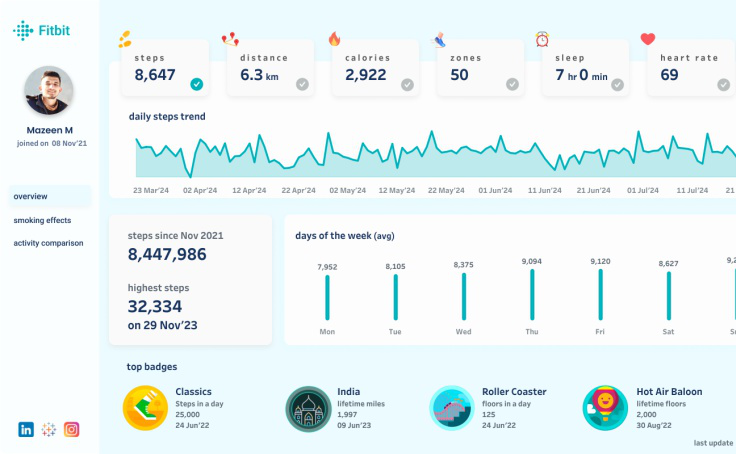 Fitbit
Mazeen M
joined on 08 Nov'21
overview
smoking effects
activity comparison
steps
8,647
distance
6.3 km
calories
2,922
zones
50
sleep
7 hr 0 min
heart rate
69
daily steps trend
23 Mar'24 02 Apr'24 12 Apr'24 22 Apr'24 02 May'24 12 May'24 22 May'24 01 Jun'24 11 Jun'24 21 Jun'24 01 Jul'24 11 Jul'24 21
steps since Nov 2021
8,447,986
highest steps
32,334
on 29 Nov'23
days of the week (avg)
7,952 8,105 8,375 9,094 9,120 8,627 9,2
Mon Tue Wed Thu Fri Sat Su
top badges
Classics
Steps in a day
25,000
24 Jun'22
India
lifetime miles
1,997
09 Jun'23
Roller Coaster
floors in a day
125
24 Jun'22
Hot Air Baloon
lifetime floors
2,000
30 Aug'22
last update